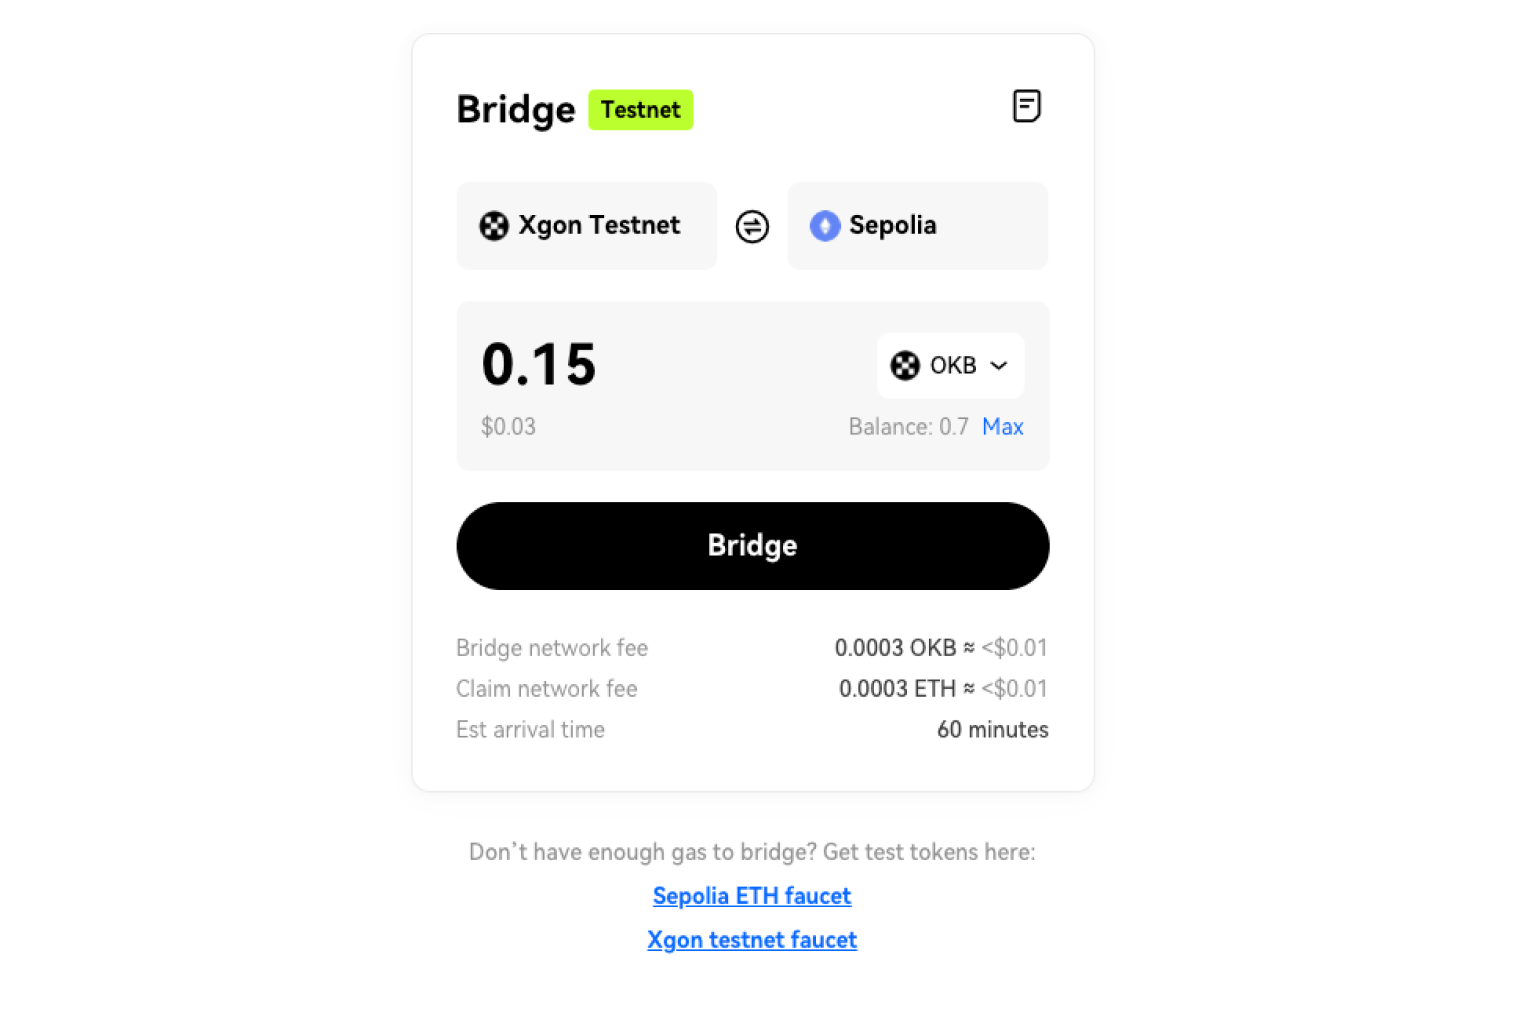 Bridge Testnet
Xgon Testnet Sepolia
0.15 OKB
$0.03 Balance: 0.7 Max
Bridge
Bridge network fee 0.0003 OKB ≈ <$0.01
Claim network fee 0.0003 ETH ≈ <$0.01
Est arrival time 60 minutes
Don’t have enough gas to bridge? Get test tokens here:
Sepolia ETH faucet
Xgon testnet faucet